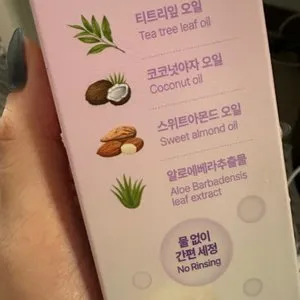 티트리잎 오일
Tea tree leaf oil
코코넛야자 오일
Coconut oil
스위트아몬드 오일
Sweet almond oil
알로에베라추출물
Aloe Barbadensis
leaf extract
물 없이
간편 세정
No Rinsing